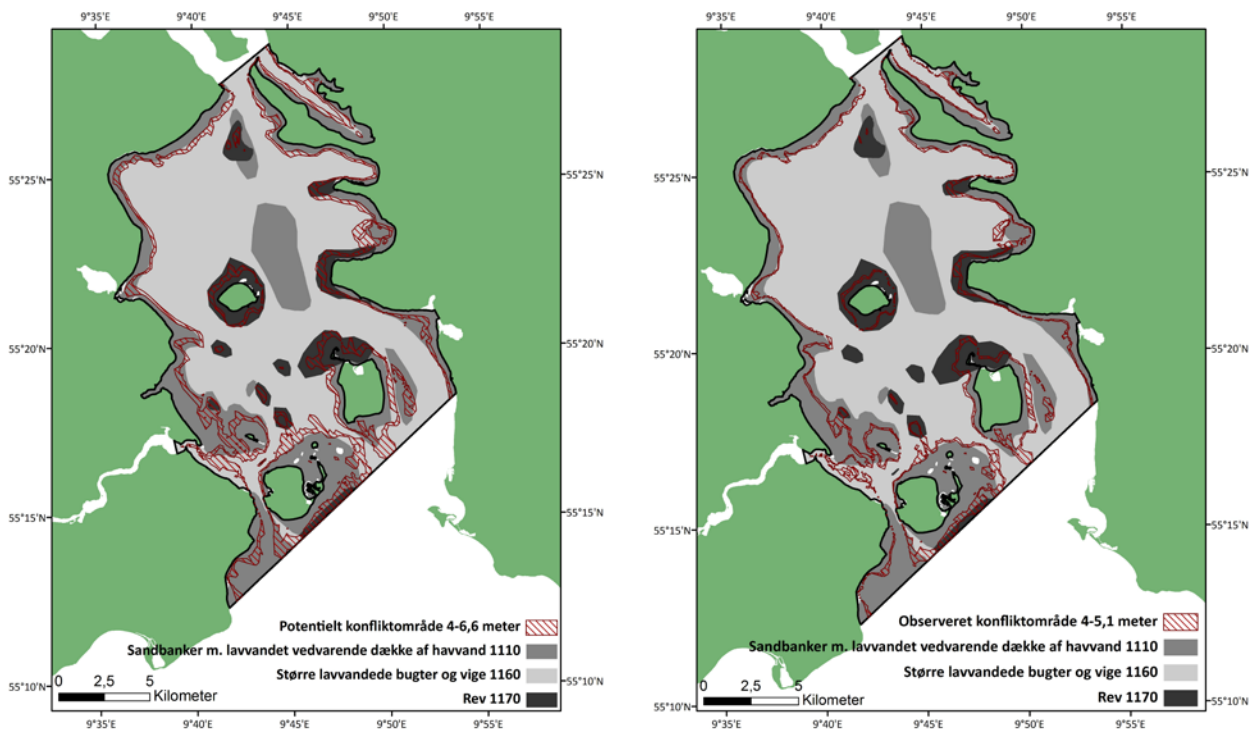 9°35'E 9°40'E 9°45'E 9°50'E 9°55'E
55°25'N 55°25'N
55°20'N 55°20'N
55°15'N 55°15'N
55°10'N 55°10'N
Potentielt konfliktområde 4-6,6 meter
Sandbanker m. lavvandet vedvarende dække af havvand 1110
Større lavvandede bugter og vige 1160
Rev 1170
0 2,5 5
Kilometer
9°35'E 9°40'E 9°45'E 9°50'E 9°55'E
9°35'E 9°40'E 9°45'E 9°50'E 9°55'E
55°25'N 55°25'N
55°20'N 55°20'N
55°15'N 55°15'N
55°10'N 55°10'N
Observeret konfliktområde 4-5,1 meter
Sandbanker m. lavvandet vedvarende dække af havvand 1110
Større lavvandede bugter og vige 1160
Rev 1170
0 2,5 5
Kilometer
9°35'E 9°40'E 9°45'E 9°50'E 9°55'E